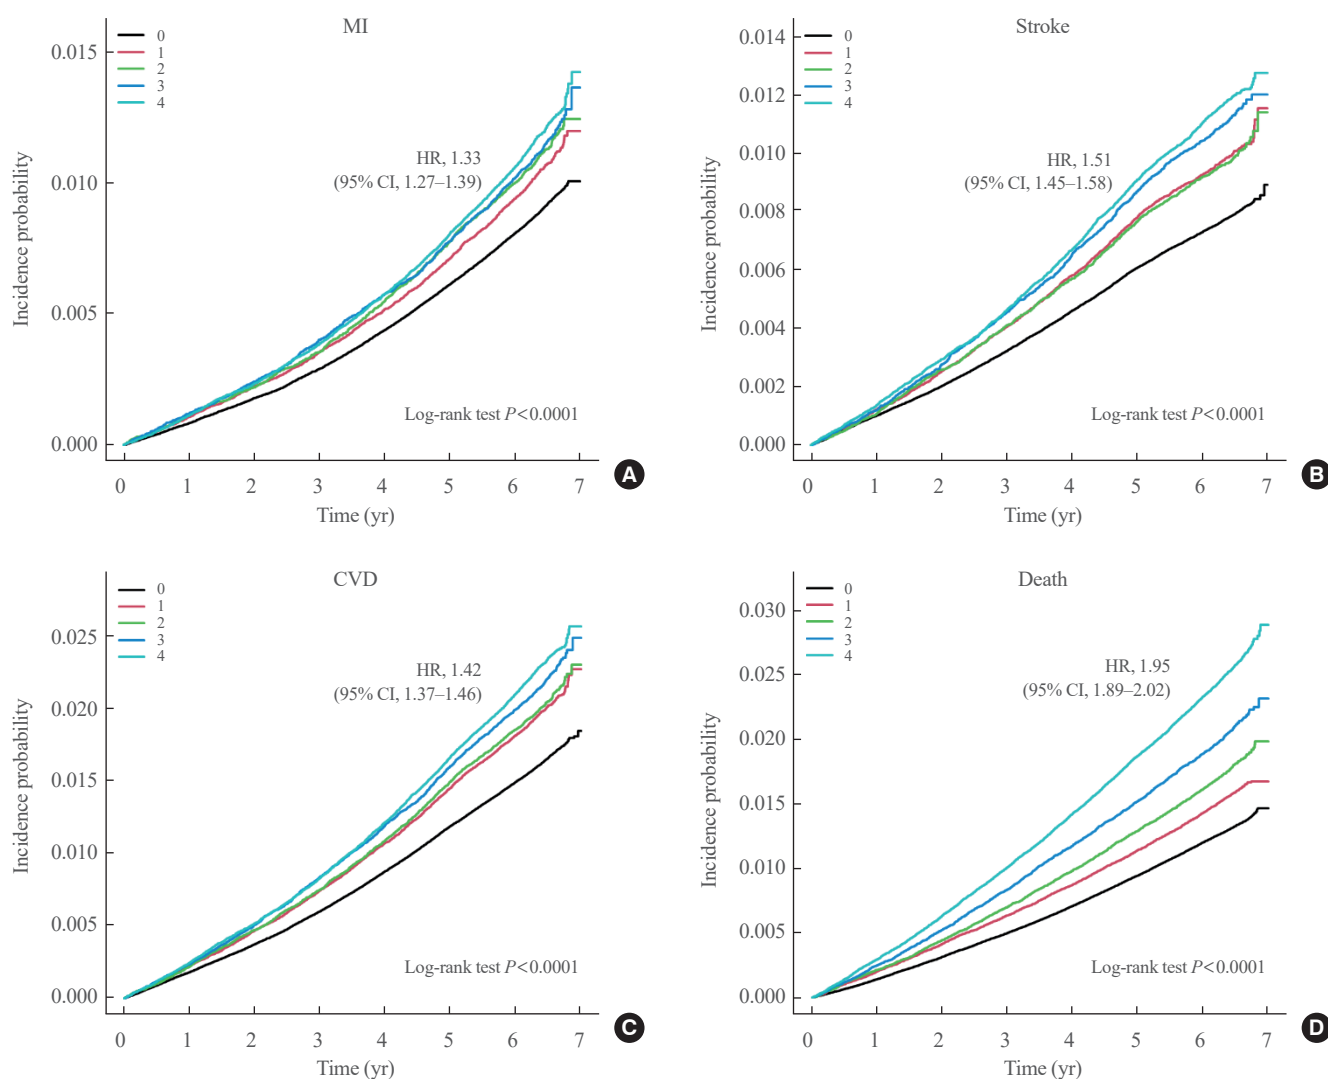 MI
0
1
2
3
4
0.015
0.010
0.005
0.000
Incidence probability
HR, 1.33
(95% CI, 1.27–1.39)
Log-rank test P<0.0001
0 1 2 3 4 5 6 7
Time (yr)
A
Stroke
0
1
2
3
4
0.014
0.012
0.010
0.008
0.006
0.004
0.002
0.000
Incidence probability
HR, 1.51
(95% CI, 1.45–1.58)
Log-rank test P<0.0001
0 1 2 3 4 5 6 7
Time (yr)
B
CVD
0
1
2
3
4
0.025
0.020
0.015
0.010
0.005
0.000
Incidence probability
HR, 1.42
(95% CI, 1.37–1.46)
Log-rank test P<0.0001
0 1 2 3 4 5 6 7
Time (yr)
C
Death
0
1
2
3
4
0.030
0.025
0.020
0.015
0.010
0.005
0.000
Incidence probability
HR, 1.95
(95% CI, 1.89–2.02)
Log-rank test P<0.0001
0 1 2 3 4 5 6 7
Time (yr)
D